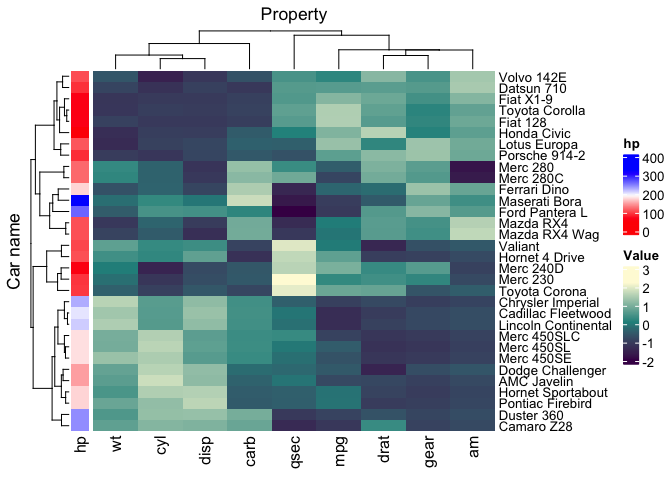 Property
Volvo 142E
Datsun 710
Fiat X1-9
Toyota Corolla
Fiat 128
Honda Civic
Lotus Europa
Porsche 914-2
Merc 280
Merc 280C
Ferrari Dino
Maserati Bora
Ford Pantera L
Mazda RX4
Mazda RX4 Wag
Valiant
Hornet 4 Drive
Merc 240D
Merc 230
Toyota Corona
Chrysler Imperial
Cadillac Fleetwood
Lincoln Continental
Merc 450SLC
Merc 450SL
Merc 450SE
Dodge Challenger
AMC Javelin
Hornet Sportabout
Pontiac Firebird
Duster 360
Camaro Z28
Car name
hp
wt
cyl
disp
carb
qsec
mpg
drat
gear
am
hp
400
300
200
100
0
Value
3
2
1
0
-1
-2